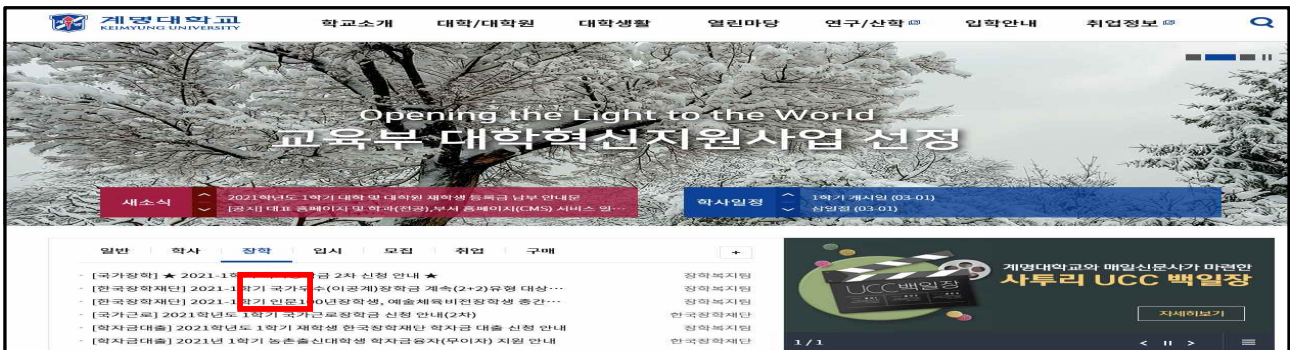 계명대학교
KEIMYUNG UNIVERSITY
학교소개 대학/대학원 대학생활 열린마당 연구/산학 입학안내 취업정보
Opening the Light to the World
교육부 대학혁신지원사업 선정
새소식
2021학년도 1학기 대학 및 대학원 재학생 등록금 납부 안내문
[공지] 대표 홈페이지 및 학과(전공),부서 홈페이지(CMS) 서비스 일…
학사일정
1학기 개시일 (03-01)
삼일절 (03-01)
일반 학사 장학 입시 모집 취업 구매 +
[국가장학] ★ 2021-1 2차 신청 안내 ★ 장학복지팀
[한국장학재단] 2021-1학기 국가우수(이공계)장학금 계속(2+2)유형 대상… 장학복지팀
[한국장학재단] 2021-1학기 인문100년장학생, 예술체육비전장학생 중간… 장학복지팀
[국가근로] 2021학년도 1학기 국가근로장학금 신청 안내(2차) 한국장학재단
[학자금대출] 2021학년도 1학기 재학생 한국장학재단 학자금 대출 신청 안내 장학복지팀
[학자금대출] 2021년 1학기 농촌출신대학생 학자금융자(무이자) 지원 안내 한국장학재단
UCC백일장
계명대학교와 매일신문사가 마련한
사투리 UCC 백일장
자세히보기
1 / 1